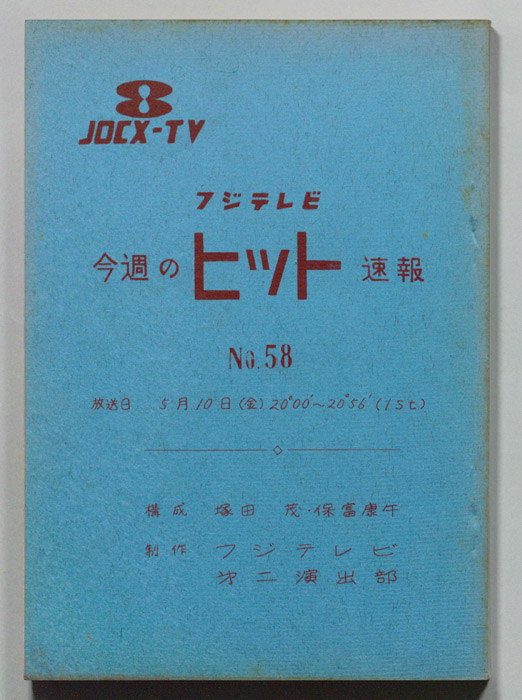 8
JOCX-TV
フジテレビ
今週の ヒット 速報
No.58
放送日 5月10日(金)20°00′～20°56′(1St)
構成 塚田 茂・保富康午
制作 フジテレビ
第二演出部